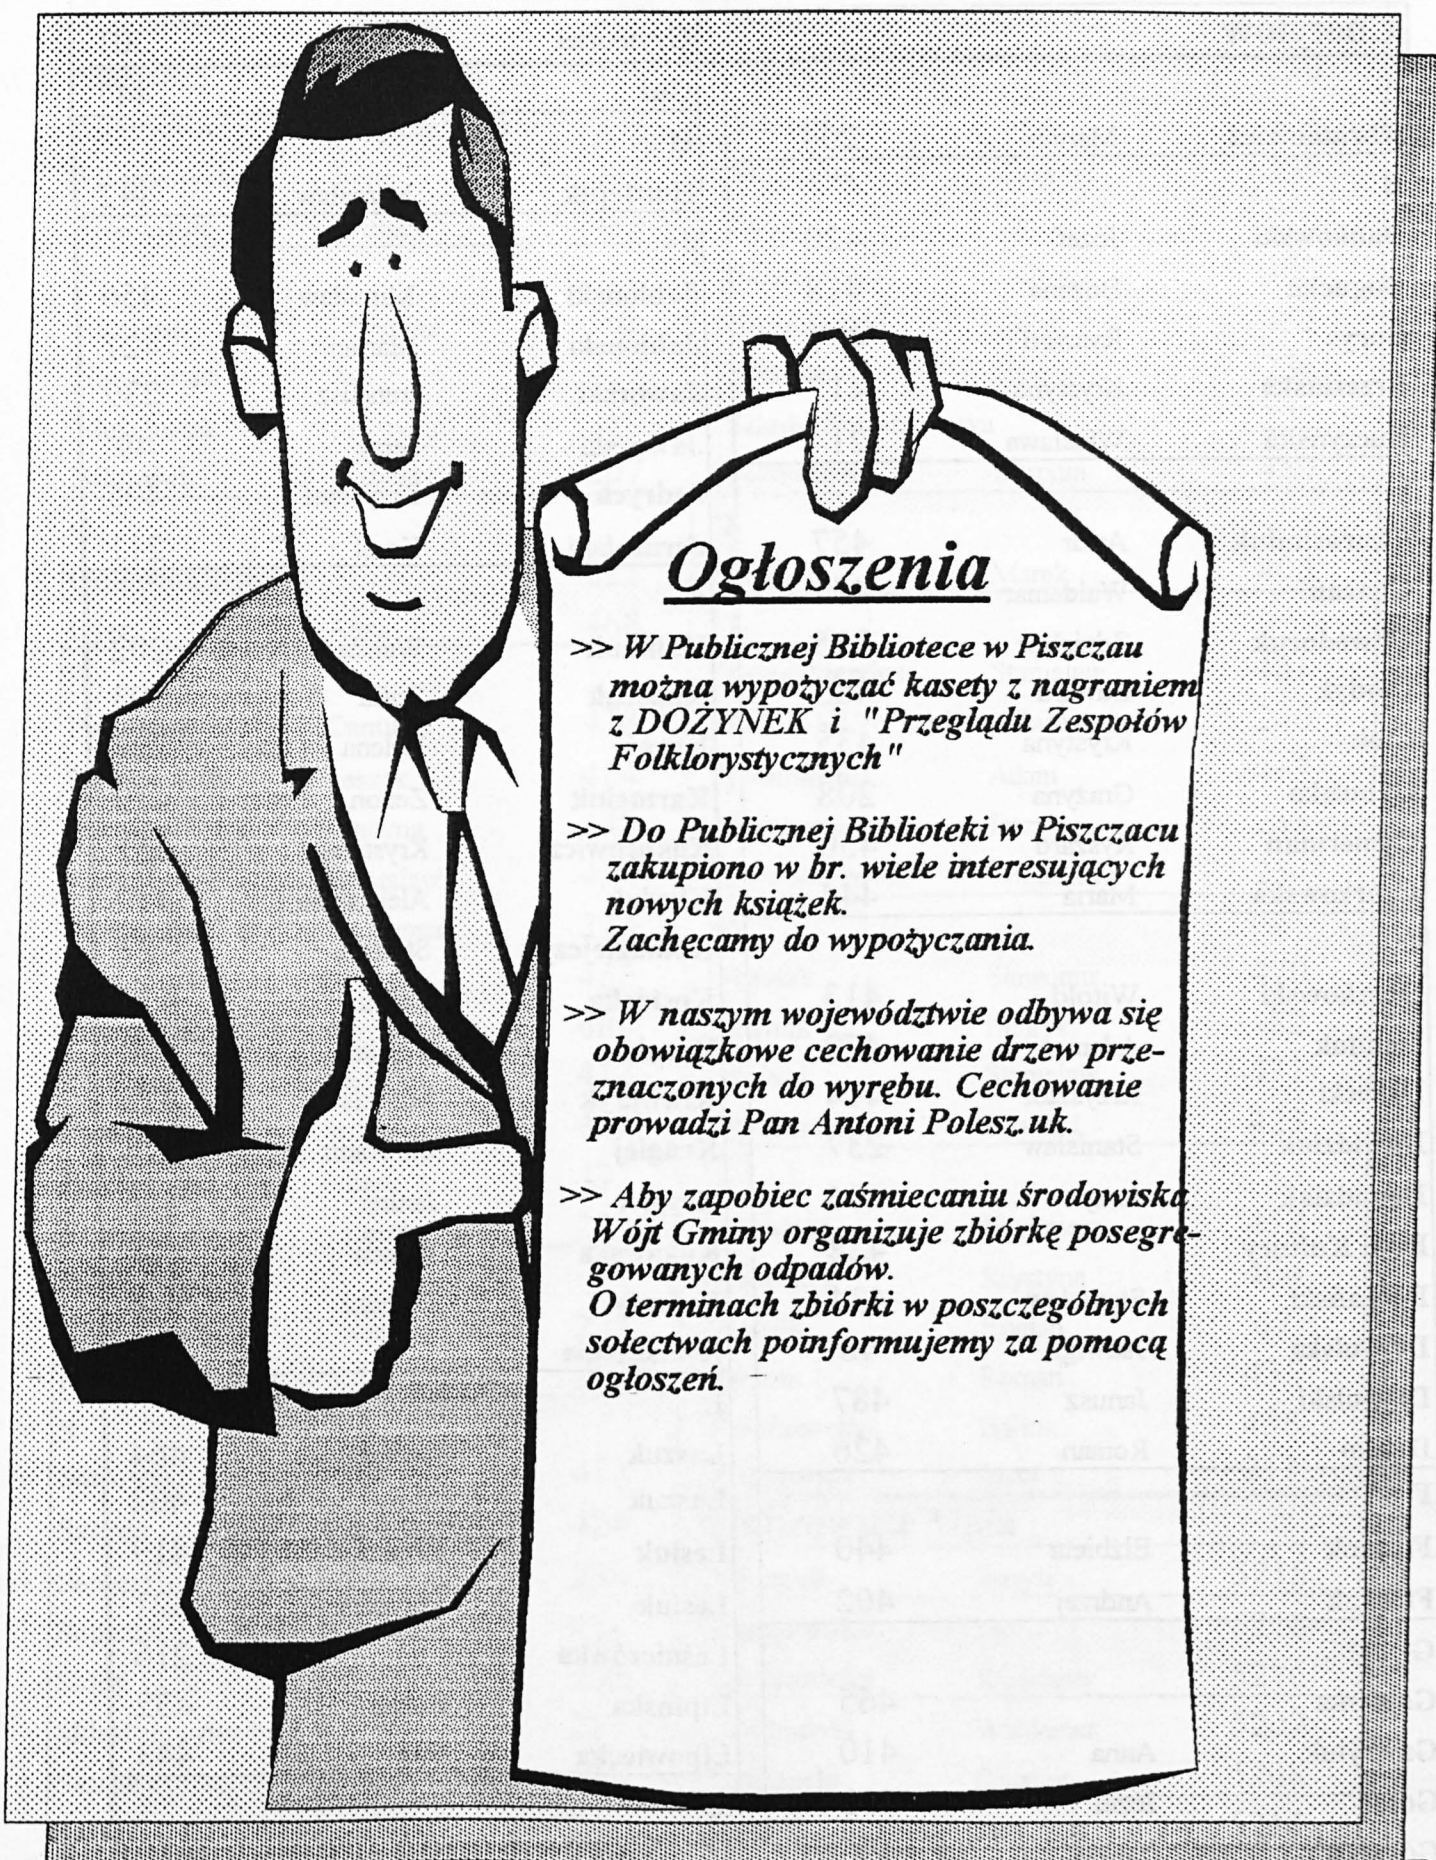 Ogłoszenia
>> W Publicznej Bibliotece w Piszczau
można wypożyczać kasety z nagraniem
z DOŻYNEK i "Przeglądu Zespołów
Folklorystycznych"
>> Do Publicznej Biblioteki w Piszczacu
zakupiono w br. wiele interesujących
nowych książek.
Zachęcamy do wypożyczania.
>> W naszym województwie odbywa się
obowiązkowe cechowanie drzew prze-
znaczonych do wyrębu. Cechowanie
prowadzi Pan Antoni Poleszuk.
>> Aby zapobiec zaśmiecaniu środowiska
Wójt Gminy organizuje zbiórkę posegre-
gowanych odpadów.
O terminach zbiórki w poszczególnych
sołectwach poinformujemy za pomocą
ogłoszeń.